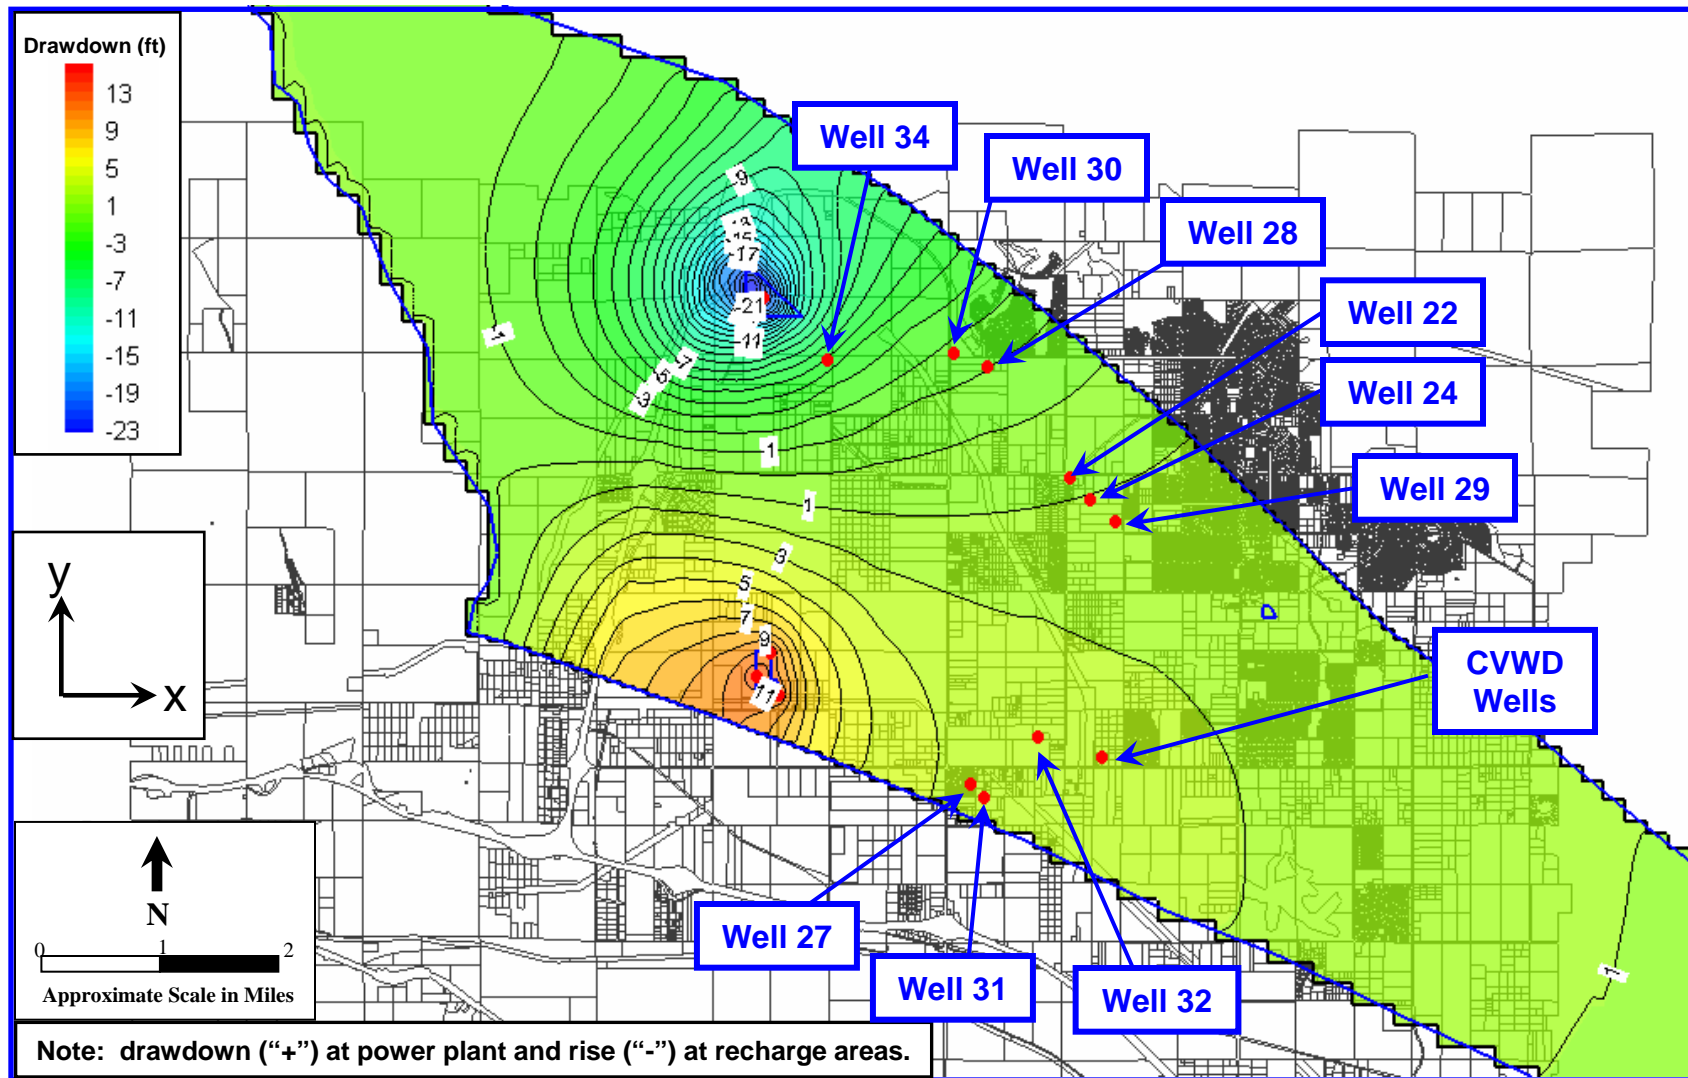 Drawdown (ft)
13
9
5
1
-3
-7
-11
-15
-19
-23
Well 34
Well 30
Well 28
Well 22
Well 24
Well 29
CVWD
Wells
Well 27
Well 31
Well 32
-9
-15
-17
-21
-11
-3
-1
1
3
5
7
9
11
1
y
x
N
0 1 2
Approximate Scale in Miles
Note: drawdown (“+”) at power plant and rise (“-”) at recharge areas.